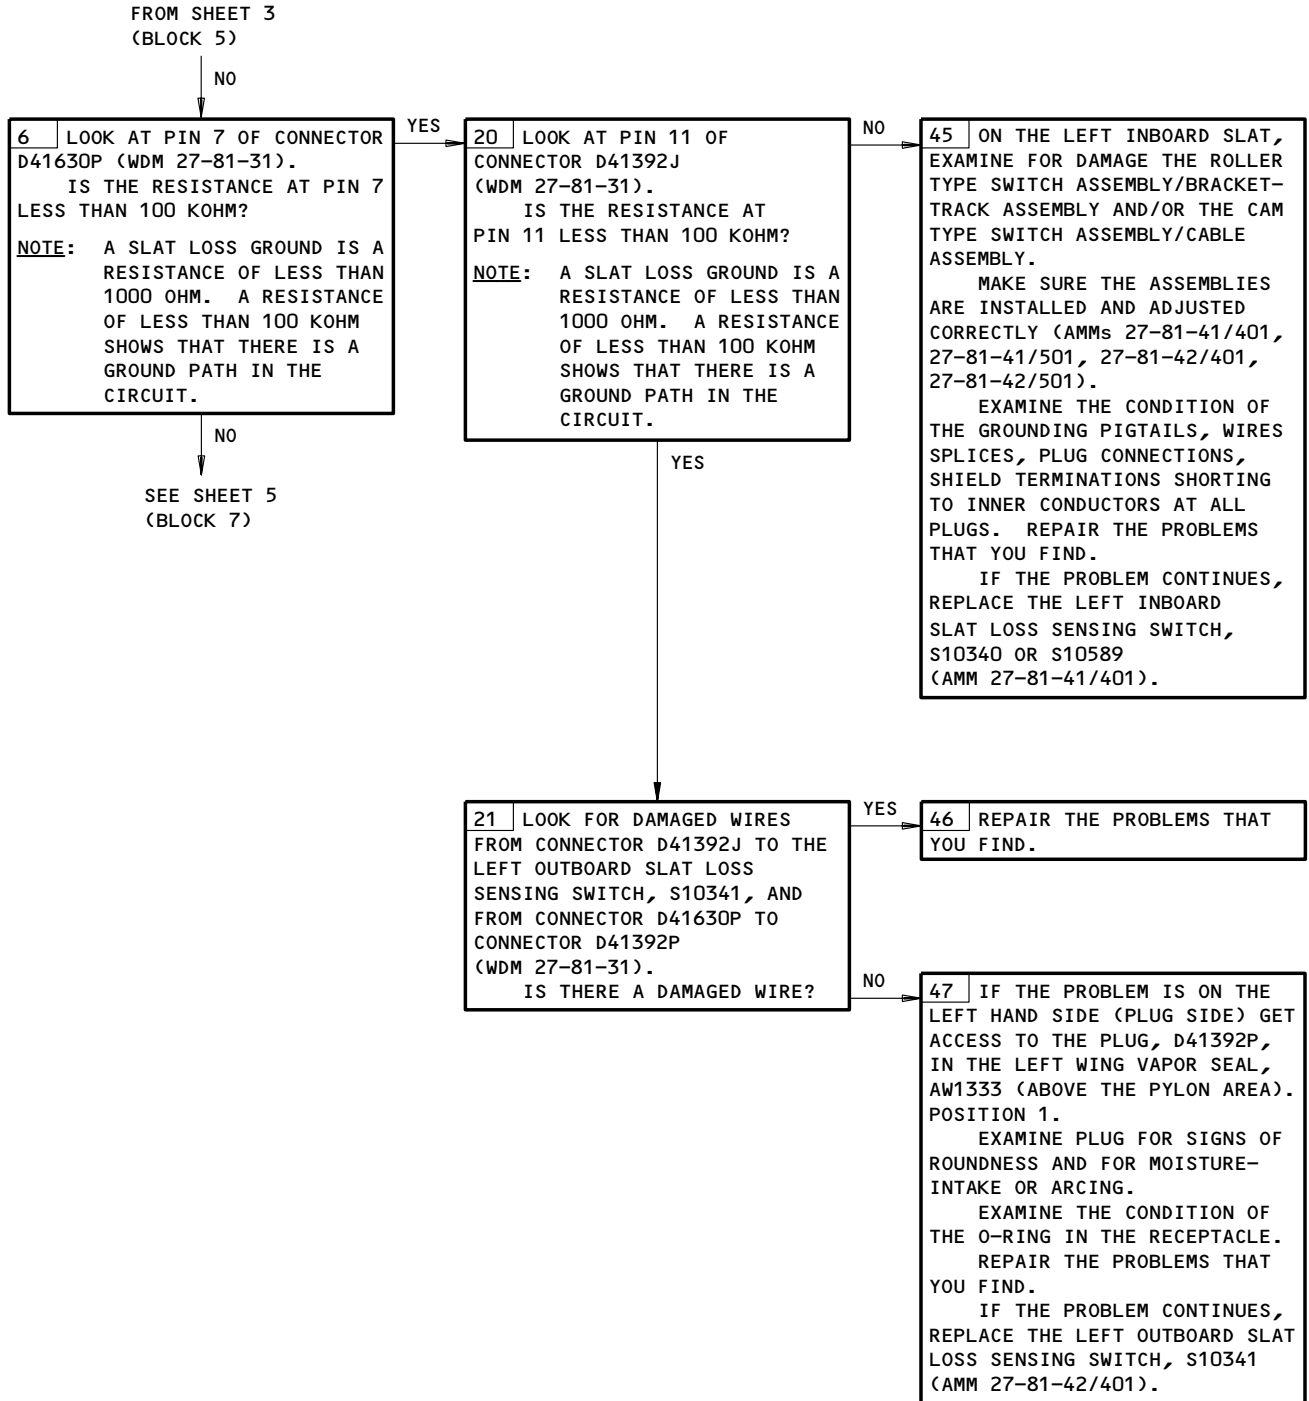 FROM SHEET 3
(BLOCK 5)
NO
6 LOOK AT PIN 7 OF CONNECTOR
D41630P (WDM 27-81-31).
IS THE RESISTANCE AT PIN 7
LESS THAN 100 KOHM?
NOTE: A SLAT LOSS GROUND IS A
RESISTANCE OF LESS THAN
1000 OHM. A RESISTANCE
OF LESS THAN 100 KOHM
SHOWS THAT THERE IS A
GROUND PATH IN THE
CIRCUIT.
NO
SEE SHEET 5
(BLOCK 7)
YES
20 LOOK AT PIN 11 OF
CONNECTOR D41392J
(WDM 27-81-31).
IS THE RESISTANCE AT
PIN 11 LESS THAN 100 KOHM?
NOTE: A SLAT LOSS GROUND IS A
RESISTANCE OF LESS THAN
1000 OHM. A RESISTANCE
OF LESS THAN 100 KOHM
SHOWS THAT THERE IS A
GROUND PATH IN THE
CIRCUIT.
NO
45 ON THE LEFT INBOARD SLAT,
EXAMINE FOR DAMAGE THE ROLLER
TYPE SWITCH ASSEMBLY/BRACKET-
TRACK ASSEMBLY AND/OR THE CAM
TYPE SWITCH ASSEMBLY/CABLE
ASSEMBLY.
MAKE SURE THE ASSEMBLIES
ARE INSTALLED AND ADJUSTED
CORRECTLY (AMMs 27-81-41/401,
27-81-41/501, 27-81-42/401,
27-81-42/501).
EXAMINE THE CONDITION OF
THE GROUNDING PIGTAILS, WIRES
SPLICES, PLUG CONNECTIONS,
SHIELD TERMINATIONS SHORTING
TO INNER CONDUCTORS AT ALL
PLUGS. REPAIR THE PROBLEMS
THAT YOU FIND.
IF THE PROBLEM CONTINUES,
REPLACE THE LEFT INBOARD
SLAT LOSS SENSING SWITCH,
S10340 OR S10589
(AMM 27-81-41/401).
YES
21 LOOK FOR DAMAGED WIRES
FROM CONNECTOR D41392J TO THE
LEFT OUTBOARD SLAT LOSS
SENSING SWITCH, S10341, AND
FROM CONNECTOR D41630P TO
CONNECTOR D41392P
(WDM 27-81-31).
IS THERE A DAMAGED WIRE?
YES
46 REPAIR THE PROBLEMS THAT
YOU FIND.
NO
47 IF THE PROBLEM IS ON THE
LEFT HAND SIDE (PLUG SIDE) GET
ACCESS TO THE PLUG, D41392P,
IN THE LEFT WING VAPOR SEAL,
AW1333 (ABOVE THE PYLON AREA).
POSITION 1.
EXAMINE PLUG FOR SIGNS OF
ROUNDNESS AND FOR MOISTURE-
INTAKE OR ARCING.
EXAMINE THE CONDITION OF
THE O-RING IN THE RECEPTACLE.
REPAIR THE PROBLEMS THAT
YOU FIND.
IF THE PROBLEM CONTINUES,
REPLACE THE LEFT OUTBOARD SLAT
LOSS SENSING SWITCH, S10341
(AMM 27-81-42/401).